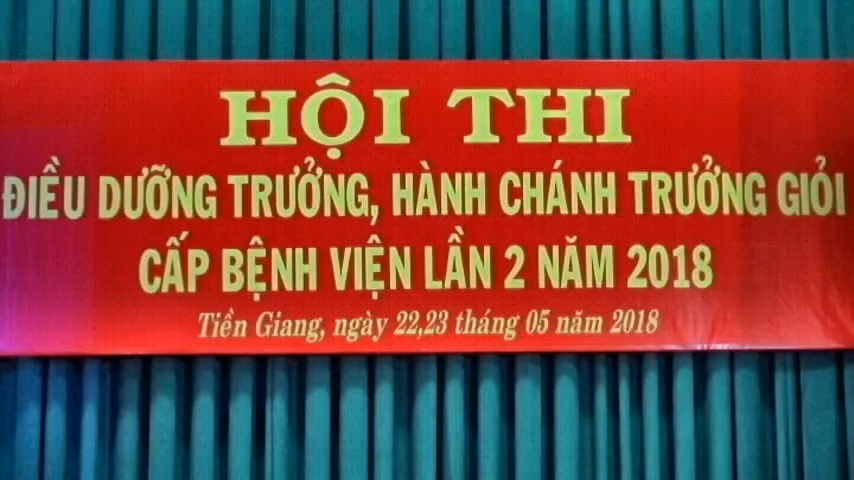 HỘI THI
ĐIỀU DƯỠNG TRƯỞNG, HÀNH CHÁNH TRƯỞNG GIỎI
CẤP BỆNH VIỆN LẦN 2 NĂM 2018
Tiền Giang, ngày 22,23 tháng 05 năm 2018